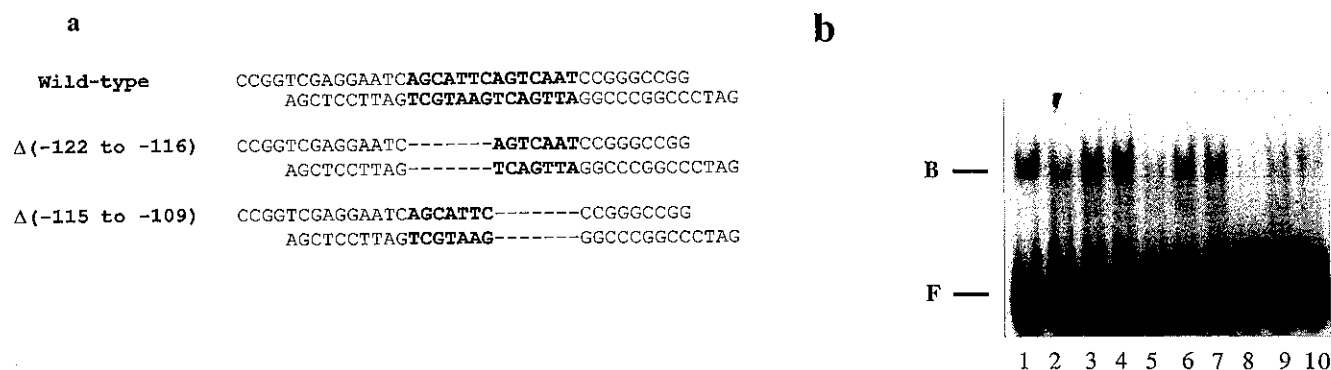 a
b
Wild-type CCGGTCGAGGAATCAGCATTCAGTCAATCCGGGCCGG
AGCTCCTTAGTCGTAAGTCAGTTAGGCCCGGCCCTAG
Δ(-122 to -116) CCGGTCGAGGAATC-------AGTCAATCCGGGCCGG
AGCTCCTTAG-------TCAGTTAGGCCCGGCCCTAG
Δ(-115 to -109) CCGGTCGAGGAATCAGCATTC-------CCGGGCCGG
AGCTCCTTAGTCGTAAG-------GGCCCGGCCCTAG
B
F
1 2 3 4 5 6 7 8 9 10